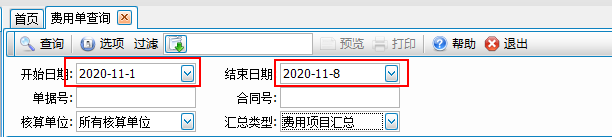 首页 费用单查询
查询 选项 过滤 预览 打印 帮助 退出
开始日期: 2020-11-1 结束日期 2020-11-8
单据号: 合同号:
核算单位: 所有核算单位 汇总类型: 费用项目汇总